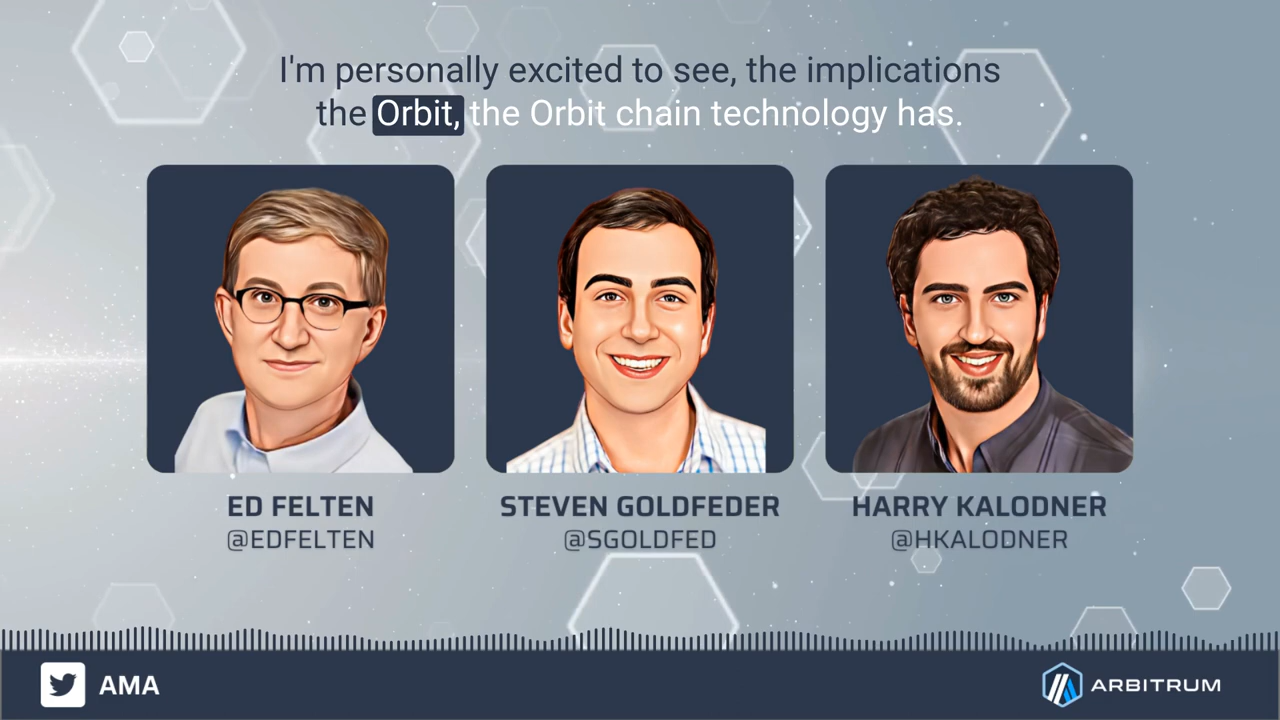 I'm personally excited to see, the implications
the Orbit, the Orbit chain technology has.
ED FELTEN
@EDFELTEN
STEVEN GOLDFEDER
@SGOLDFED
HARRY KALODNER
@HKALODNER
AMA
ARBITRUM